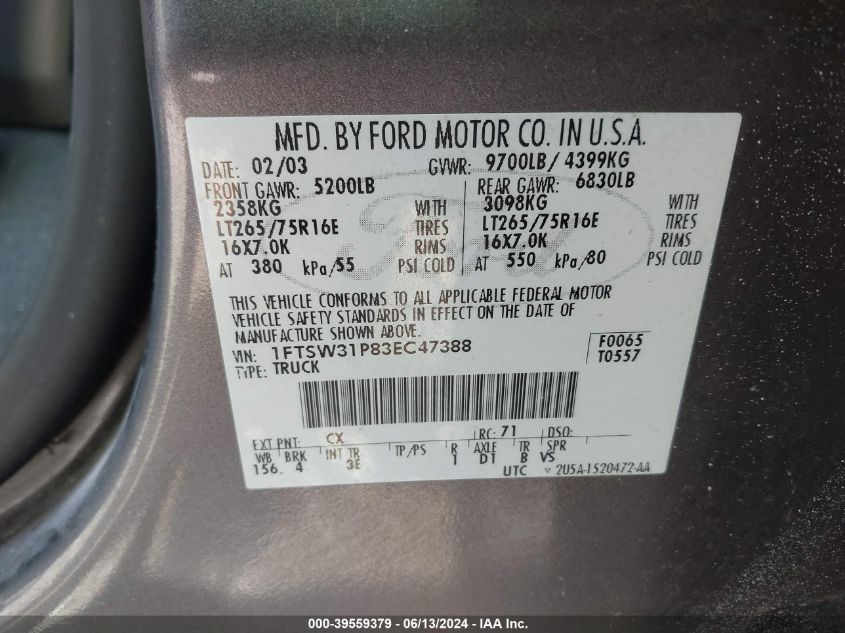 MFD. BY FORD MOTOR CO. IN U.S.A.
DATE: 02/03 GVWR: 9700LB/ 4399KG
FRONT GAWR: 5200LB REAR GAWR: 6830LB
2358KG WITH 3098KG WITH
LT265/75R16E TIRES LT265/75R16E TIRES
16X7.0K RIMS 16X7.0K RIMS
AT 380 kPa/55 PSI COLD AT 550 kPa/80 PSI COLD
THIS VEHICLE CONFORMS TO ALL APPLICABLE FEDERAL MOTOR
VEHICLE SAFETY STANDARDS IN EFFECT ON THE DATE OF
MANUFACTURE SHOWN ABOVE.
VIN: 1FTSW31P83EC47388 F0065
TYPE: TRUCK T0557
EXT PNT: CX RC: 71 DSO:
WB BRK INT TR TP/PS R AXLE TR SPR
156. 4 3E 1 D1 B VS
UTC ▽ 2U5A-1520472-AA
Ford
000-39559379 - 06/13/2024 - IAA Inc.